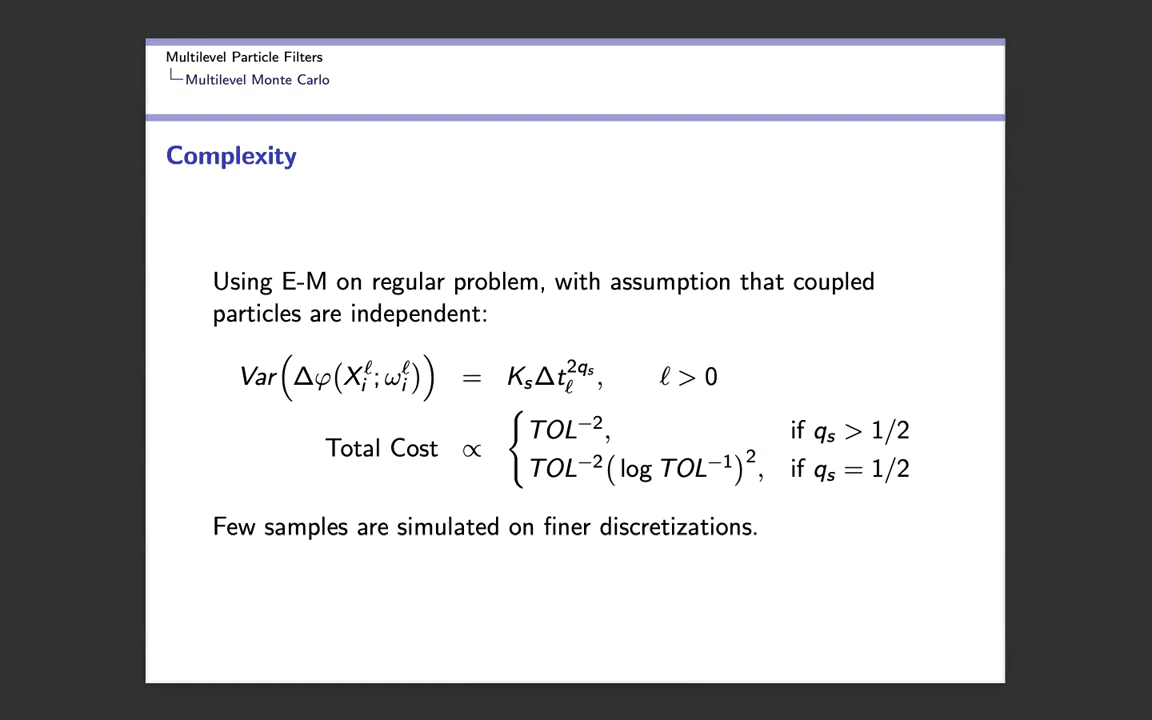 Multilevel Particle Filters
Multilevel Monte Carlo
Complexity
Using E-M on regular problem, with assumption that coupled
particles are independent:
Var(Δφ(X_i^ℓ; ω_i^ℓ)) = K_s Δt_ℓ^{2q_s}, ℓ > 0
Total Cost ∝ { TOL^{−2}, if q_s > 1/2
TOL^{−2}(log TOL^{−1})^2, if q_s = 1/2
Few samples are simulated on finer discretizations.